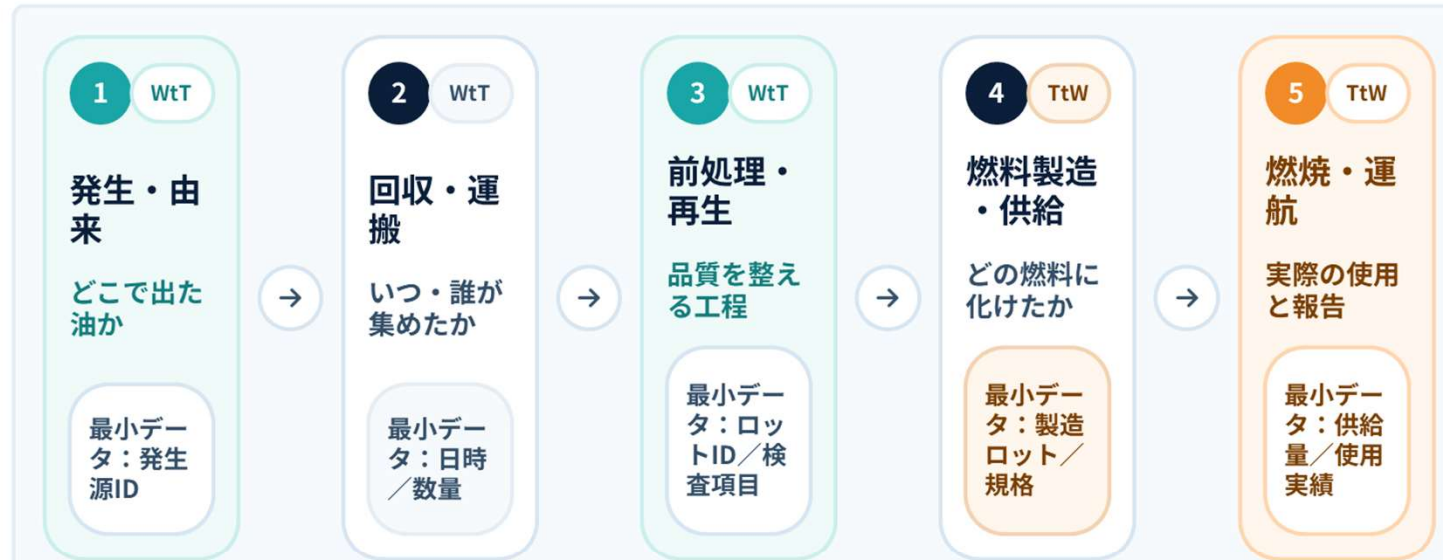 1 WtT
発生・由
来
どこで出た
油か
最小デー
タ：発生
源ID
→
2 WtT
回収・運
搬
いつ・誰が
集めたか
最小デー
タ：日時
／数量
→
3 WtT
前処理・
再生
品質を整え
る工程
最小デー
タ：ロッ
トID／検
査項目
→
4 TtW
燃料製造
・供給
どの燃料に
化けたか
最小デー
タ：製造
ロット／
規格
→
5 TtW
燃焼・運
航
実際の使用
と報告
最小デー
タ：供給
量／使用
実績